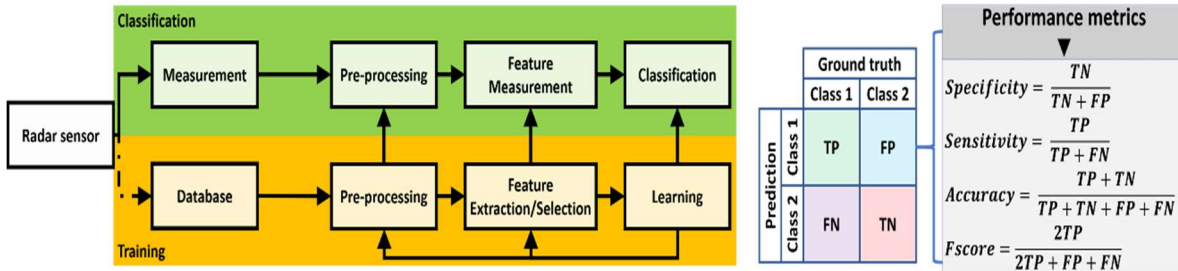 Classification
Measurement
Pre-processing
Feature
Measurement
Classification
Radar sensor
Database
Pre-processing
Feature
Extraction/Selection
Learning
Training
Ground truth
Class 1 Class 2
Prediction
Class 1
TP FP
Class 2
FN TN
Performance metrics
Specificity = TN / TN + FP
Sensitivity = TP / TP + FN
Accuracy = TP + TN / TP + TN + FP + FN
Fscore = 2TP / 2TP + FP + FN